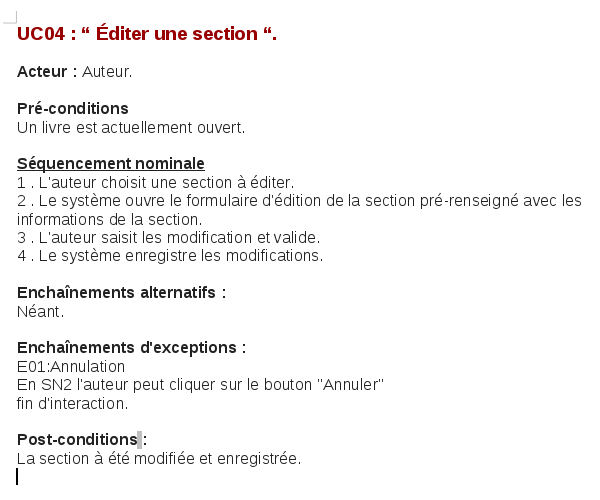 UC04 : “ Éditer une section “.
Acteur : Auteur.
Pré-conditions
Un livre est actuellement ouvert.
Séquencement nominale
1 . L'auteur choisit une section à éditer.
2 . Le système ouvre le formulaire d'édition de la section pré-renseigné avec les
informations de la section.
3 . L'auteur saisit les modification et valide.
4 . Le système enregistre les modifications.
Enchaînements alternatifs :
Néant.
Enchaînements d'exceptions :
E01:Annulation
En SN2 l'auteur peut cliquer sur le bouton "Annuler"
fin d'interaction.
Post-conditions :
La section à été modifiée et enregistrée.